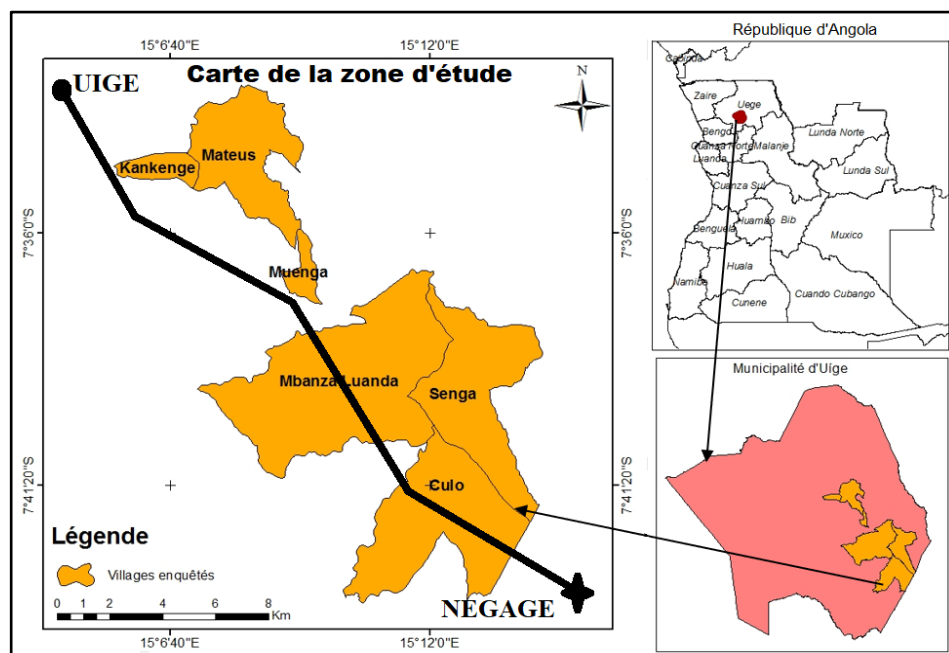 15°6'40"E
15°12'0"E
Carte de la zone d'étude
UIGE
N
Mateus
Kankenge
7°36'0"S
7°36'0"S
Muenga
Mbanza Luanda
Senga
Culo
7°41'20"S
7°41'20"S
Légende
Villages enquêtés
0 1 2 4 6 8
Km
NEGAGE
15°6'40"E
15°12'0"E
République d'Angola
Cabinda
Zaire
Uege
Bengo
Cuanza Norte
Malanje
Luanda
Lunda Norte
Lunda Sul
Cuanza Sul
Benguela
Huambo
Bib
Muxico
Namibe
Huala
Cunene
Cuando Cubango
Municipalité d'Uíge